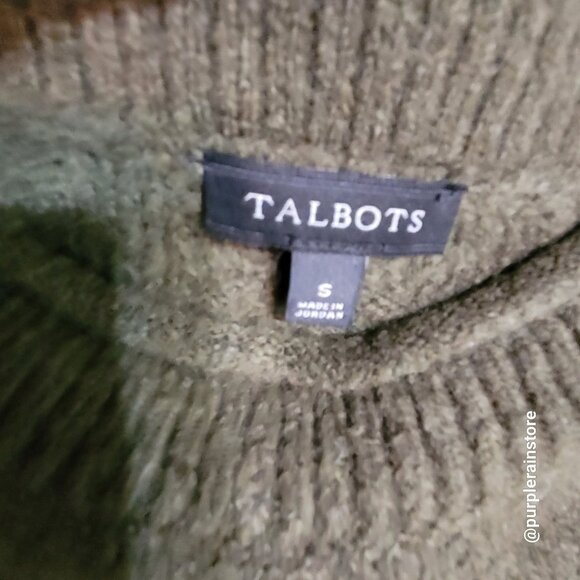 TALBOTS
S
MADE IN
JORDAN
@purplerainstore